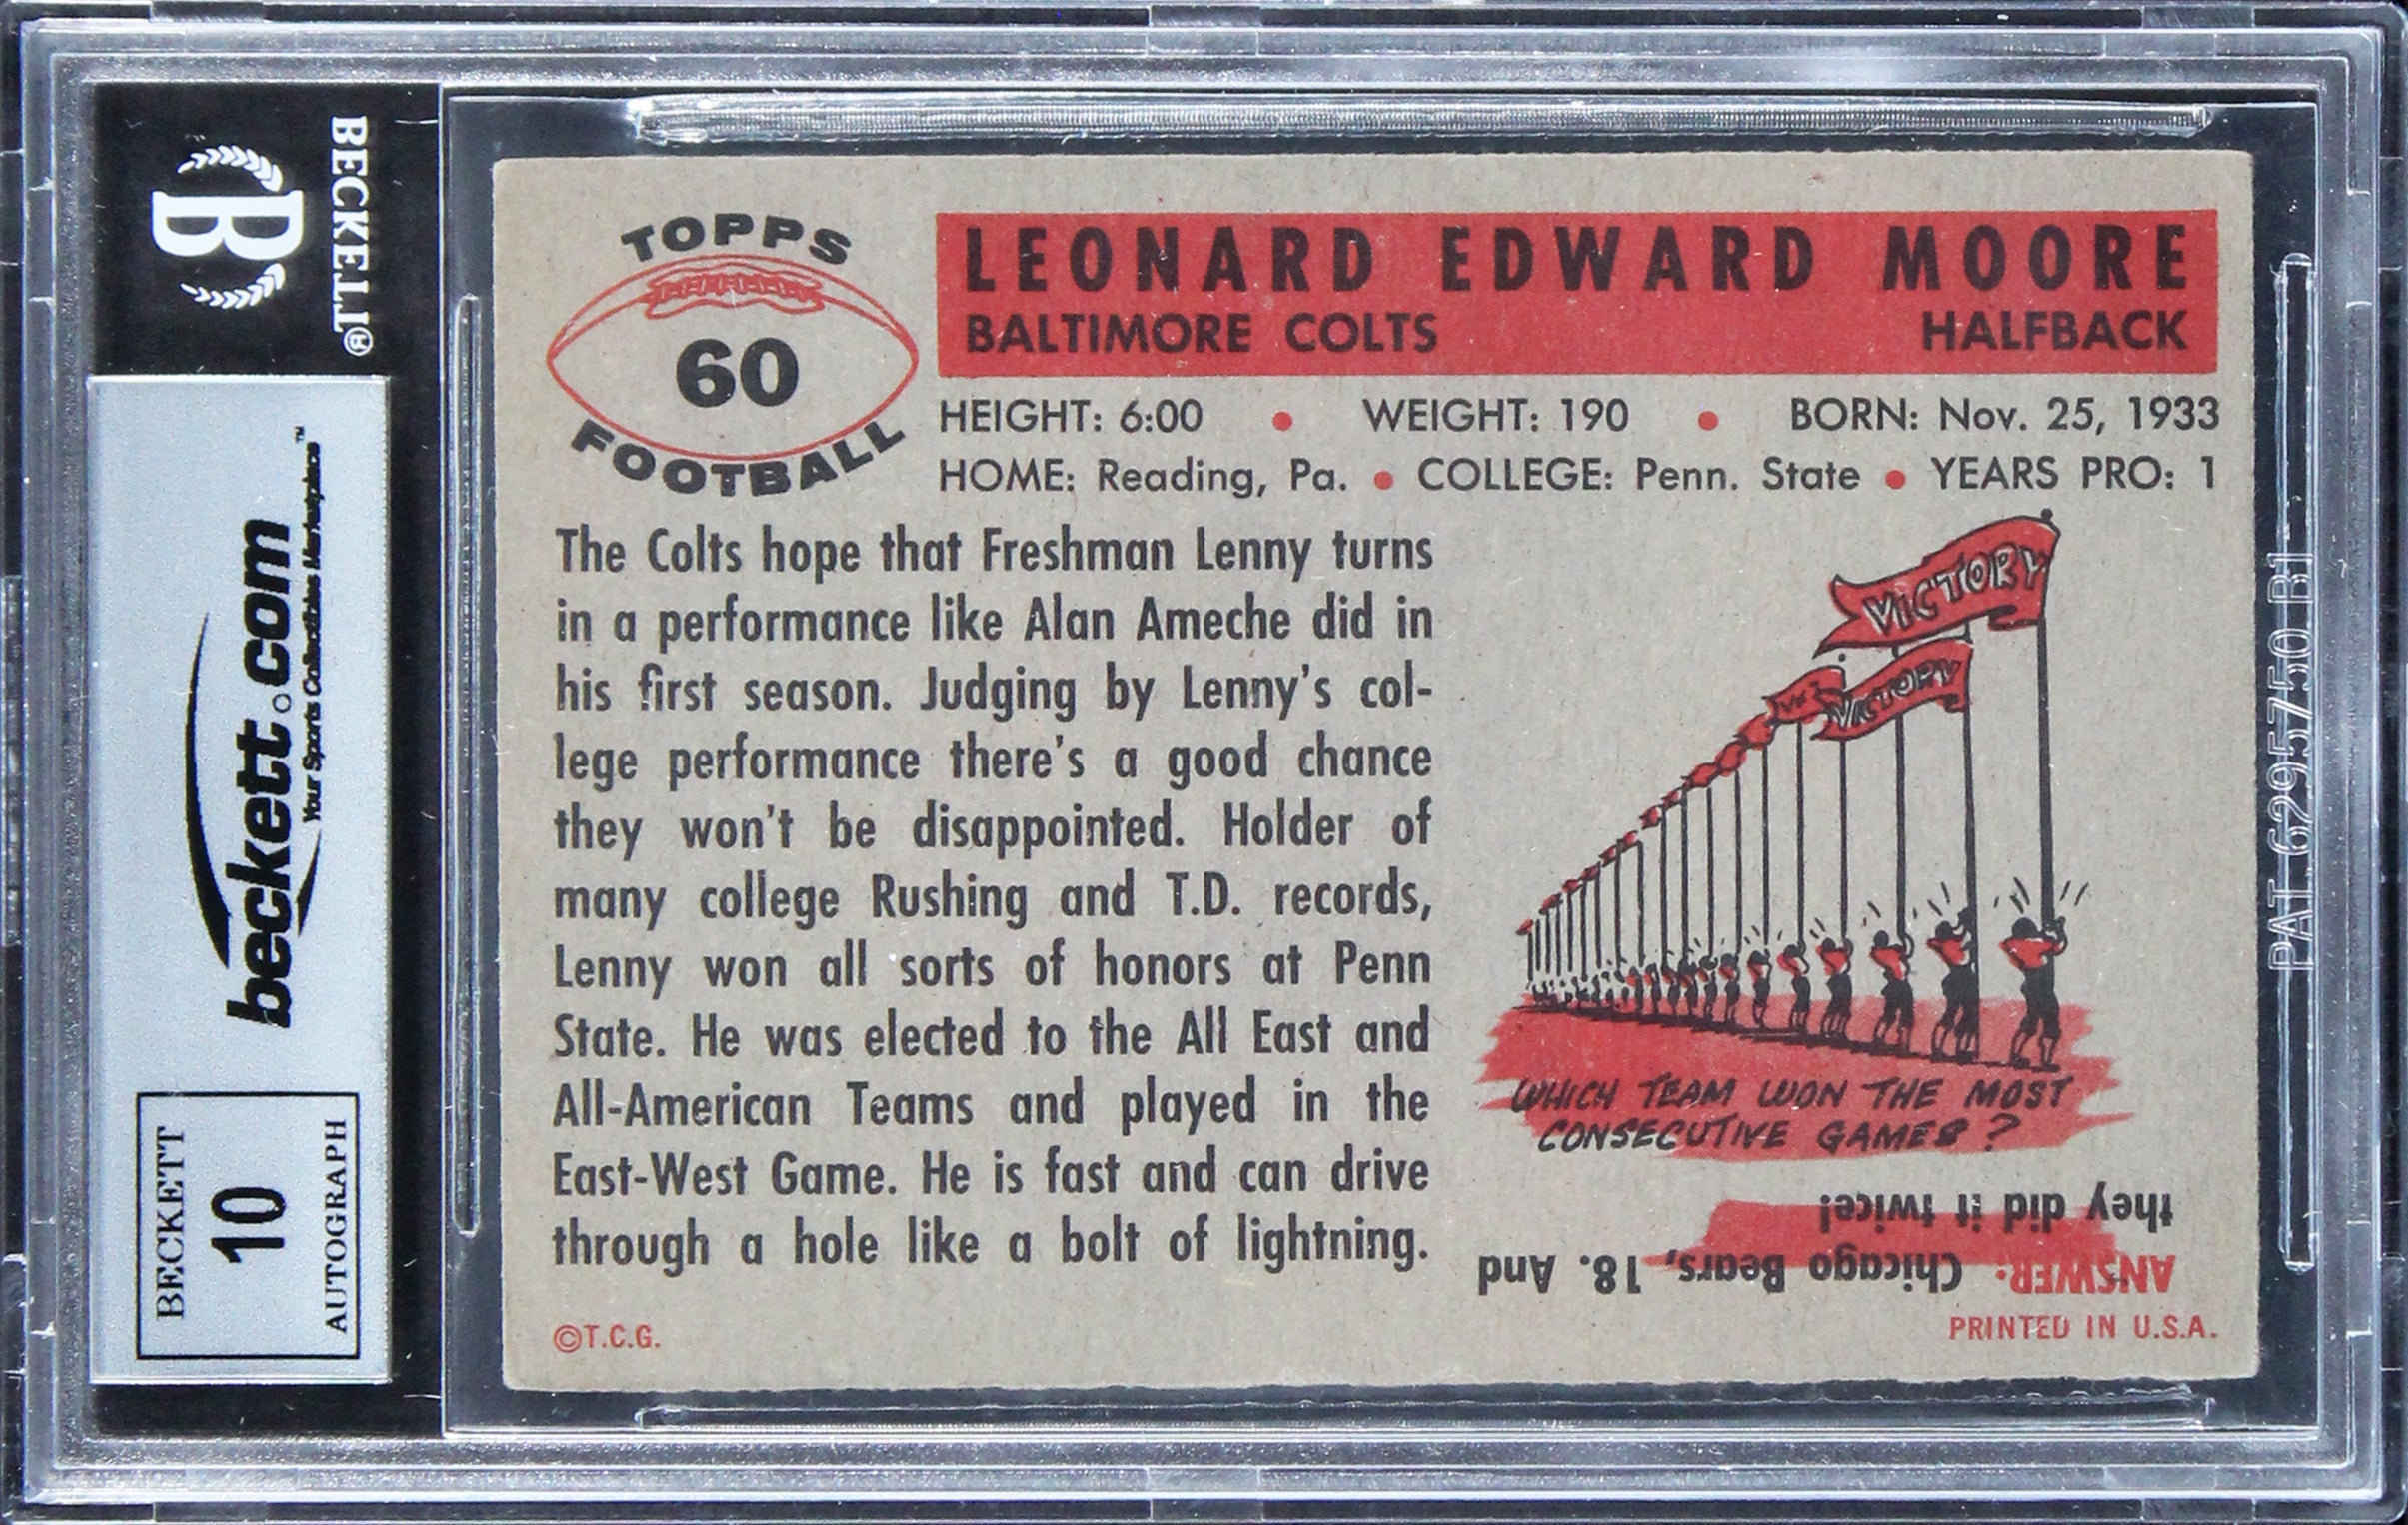 BECKETT®
B
beckett.com™
Your Sports Collectibles Marketplace
BECKETT
10
AUTOGRAPH
TOPPS
60
FOOTBALL
LEONARD EDWARD MOORE
BALTIMORE COLTS HALFBACK
HEIGHT: 6:00 • WEIGHT: 190 • BORN: Nov. 25, 1933
HOME: Reading, Pa. • COLLEGE: Penn. State • YEARS PRO: 1
The Colts hope that Freshman Lenny turns
in a performance like Alan Ameche did in
his first season. Judging by Lenny's col-
lege performance there's a good chance
they won't be disappointed. Holder of
many college Rushing and T.D. records,
Lenny won all sorts of honors at Penn
State. He was elected to the All East and
All-American Teams and played in the
East-West Game. He is fast and can drive
through a hole like a bolt of lightning.
©T.C.G.
VICTORY
VICTORY
WHICH TEAM WON THE MOST
CONSECUTIVE GAMES?
ANSWER: Chicago Bears, 18. And
they did it twice!
PRINTED IN U.S.A.
PAT 6295750 B1